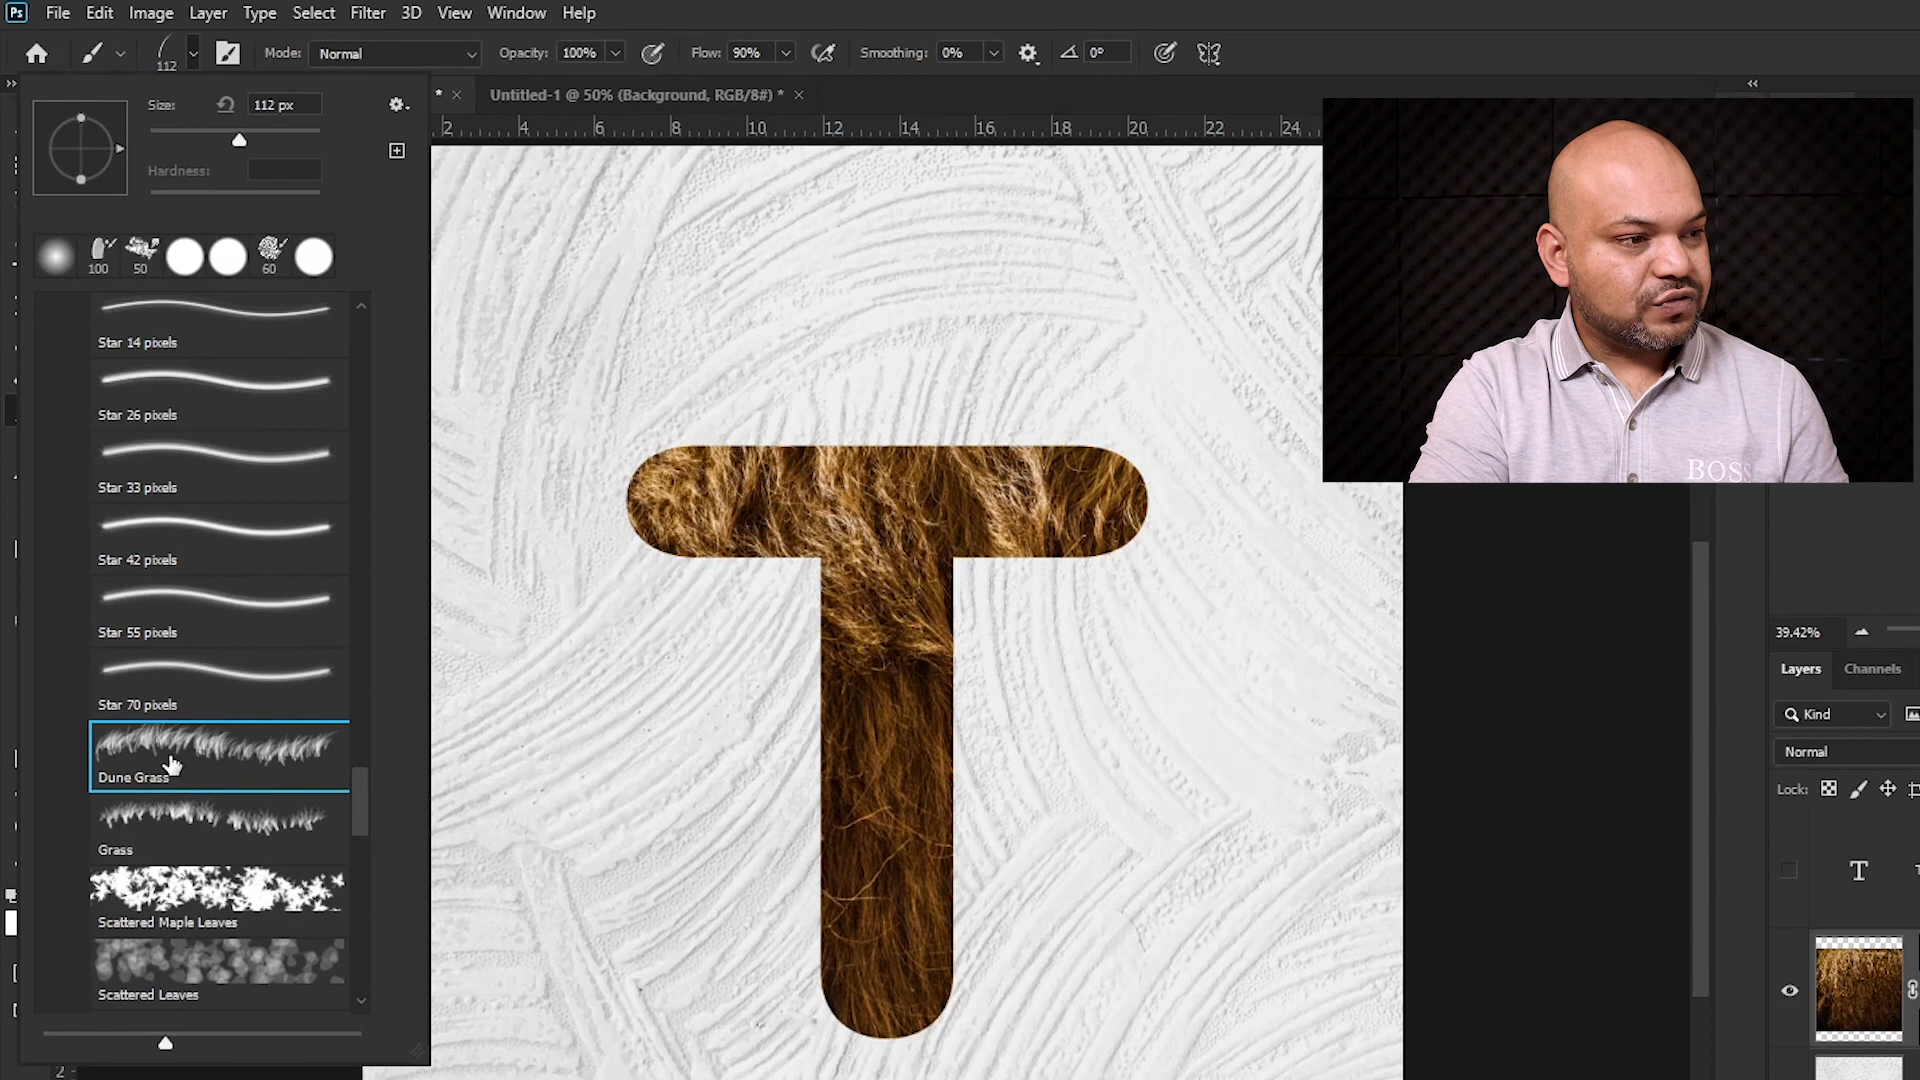 Ps File Edit Image Layer Type Select Filter 3D View Window Help
112 Mode: Normal Opacity: 100% Flow: 90% Smoothing: 0% 0°
Size: 112 px
Hardness:
* × Untitled-1 @ 50% (Background, RGB/8#) * ×
2 4 6 8 10 12 14 16 18 20 22 24
100 50 60
Star 14 pixels
Star 26 pixels
Star 33 pixels
Star 42 pixels
Star 55 pixels
Star 70 pixels
Dune Grass
Grass
Scattered Maple Leaves
Scattered Leaves
2
T
BOSS
39.42%
Layers Channels
Kind
Normal
Lock:
T